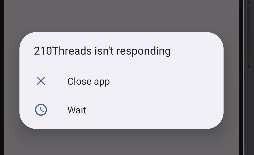 210Threads isn't responding
Close app
Wait